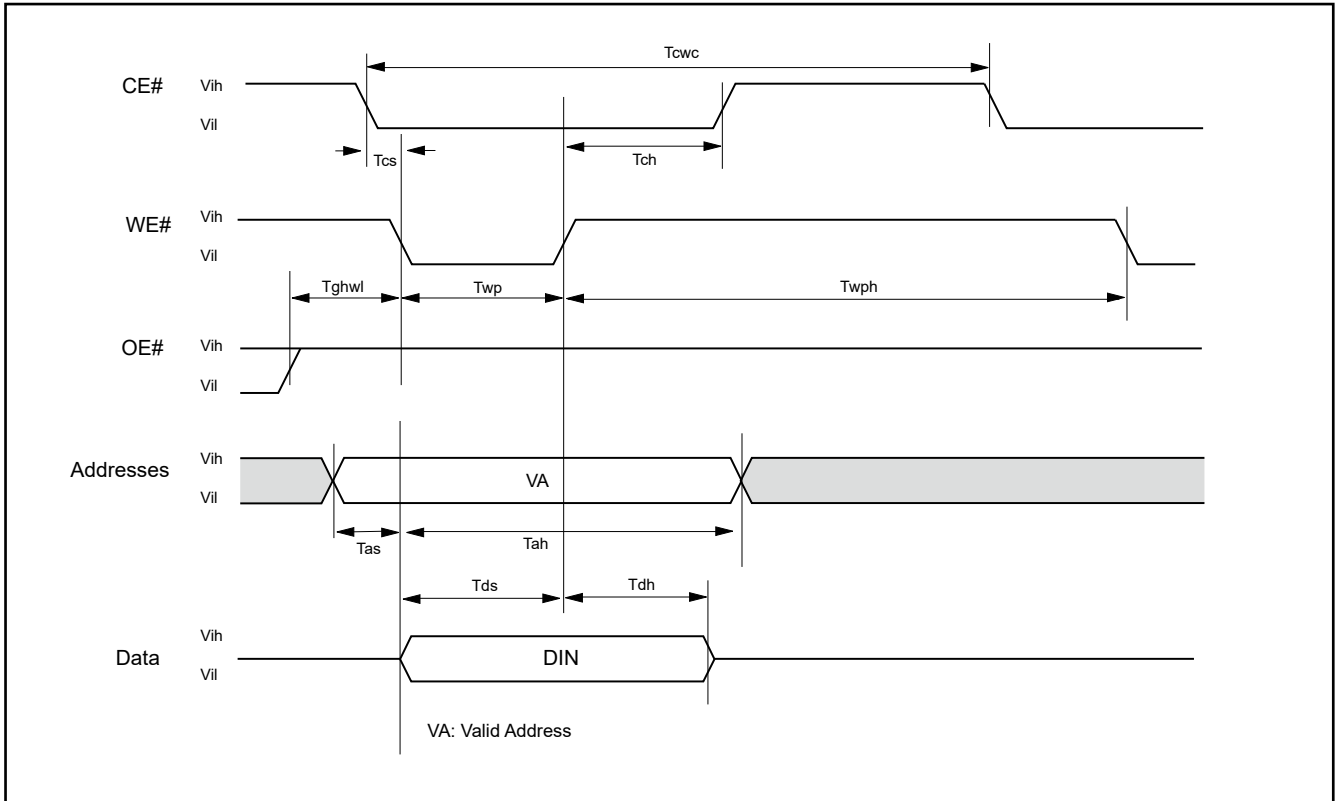 Tcwc
CE# Vih
Vil
Tcs Tch
WE# Vih
Vil
Tghwl Twp Twph
OE# Vih
Vil
Addresses Vih
VA
Vil
Tas Tah
Tds Tdh
Vih
Data DIN
Vil
VA: Valid Address